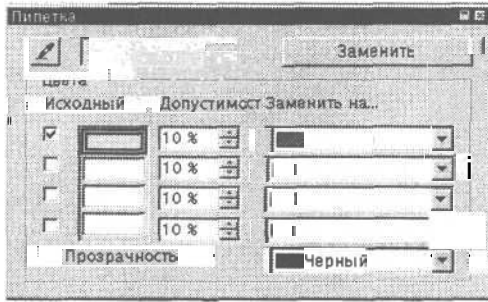 Пипетка
Заменить
Цвета
Исходный Допустимост Заменить на...
10 %
10 %
10 %
10 %
Прозрачность Черный